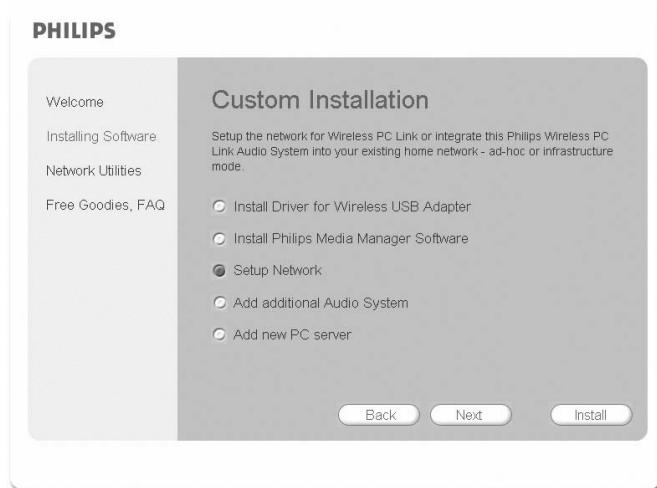 PHILIPS
Welcome
Installing Software
Network Utilities
Free Goodies, FAQ
Custom Installation
Setup the network for Wireless PC Link or integrate this Philips Wireless PC
Link Audio System into your existing home network - ad-hoc or infrastructure
mode.
Install Driver for Wireless USB Adapter
Install Philips Media Manager Software
Setup Network
Add additional Audio System
Add new PC server
Back Next Install